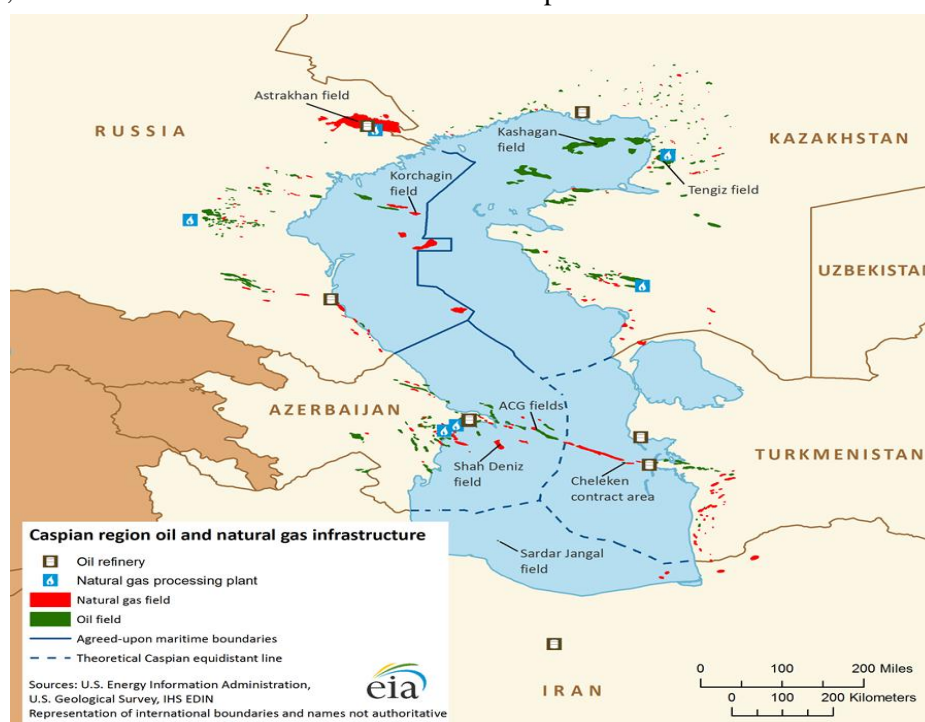 Astrakhan field
RUSSIA
Kashagan
field
KAZAKHSTAN
Korchagin
field
Tengiz field
UZBEKISTAN
AZERBAIJAN
ACG fields
Shah Deniz
field
Cheleken
contract area
TURKMENISTAN
Sardar Jangal
field
IRAN
Caspian region oil and natural gas infrastructure
Oil refinery
Natural gas processing plant
Natural gas field
Oil field
Agreed-upon maritime boundaries
Theoretical Caspian equidistant line
Sources: U.S. Energy Information Administration,
U.S. Geological Survey, IHS EDIN
Representation of international boundaries and names not authoritative
eia
0 100 200 Miles
0 100 200 Kilometers